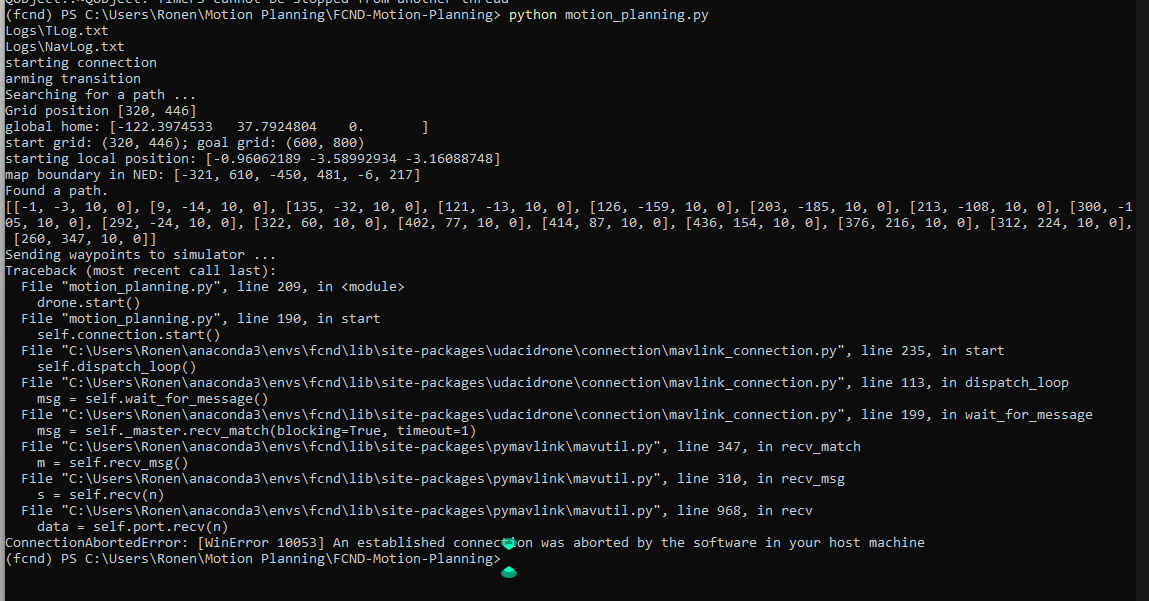 QObject::~QObject: Timers cannot be stopped from another thread
(fcnd) PS C:\Users\Ronen\Motion Planning\FCND-Motion-Planning> python motion_planning.py
Logs\TLog.txt
Logs\NavLog.txt
starting connection
arming transition
Searching for a path ...
Grid position [320, 446]
global home: [-122.3974533   37.7924804    0.       ]
start grid: (320, 446); goal grid: (600, 800)
starting local position: [-0.96062189 -3.58992934 -3.16088748]
map boundary in NED: [-321, 610, -450, 481, -6, 217]
Found a path.
[[-1, -3, 10, 0], [9, -14, 10, 0], [135, -32, 10, 0], [121, -13, 10, 0], [126, -159, 10, 0], [203, -185, 10, 0], [213, -108, 10, 0], [300, -1
05, 10, 0], [292, -24, 10, 0], [322, 60, 10, 0], [402, 77, 10, 0], [414, 87, 10, 0], [436, 154, 10, 0], [376, 216, 10, 0], [312, 224, 10, 0],
 [260, 347, 10, 0]]
Sending waypoints to simulator ...
Traceback (most recent call last):
  File "motion_planning.py", line 209, in <module>
    drone.start()
  File "motion_planning.py", line 190, in start
    self.connection.start()
  File "C:\Users\Ronen\anaconda3\envs\fcnd\lib\site-packages\udacidrone\connection\mavlink_connection.py", line 235, in start
    self.dispatch_loop()
  File "C:\Users\Ronen\anaconda3\envs\fcnd\lib\site-packages\udacidrone\connection\mavlink_connection.py", line 113, in dispatch_loop
    msg = self.wait_for_message()
  File "C:\Users\Ronen\anaconda3\envs\fcnd\lib\site-packages\udacidrone\connection\mavlink_connection.py", line 199, in wait_for_message
    msg = self._master.recv_match(blocking=True, timeout=1)
  File "C:\Users\Ronen\anaconda3\envs\fcnd\lib\site-packages\pymavlink\mavutil.py", line 347, in recv_match
    m = self.recv_msg()
  File "C:\Users\Ronen\anaconda3\envs\fcnd\lib\site-packages\pymavlink\mavutil.py", line 310, in recv_msg
    s = self.recv(n)
  File "C:\Users\Ronen\anaconda3\envs\fcnd\lib\site-packages\pymavlink\mavutil.py", line 968, in recv
    data = self.port.recv(n)
ConnectionAbortedError: [WinError 10053] An established connection was aborted by the software in your host machine
(fcnd) PS C:\Users\Ronen\Motion Planning\FCND-Motion-Planning>